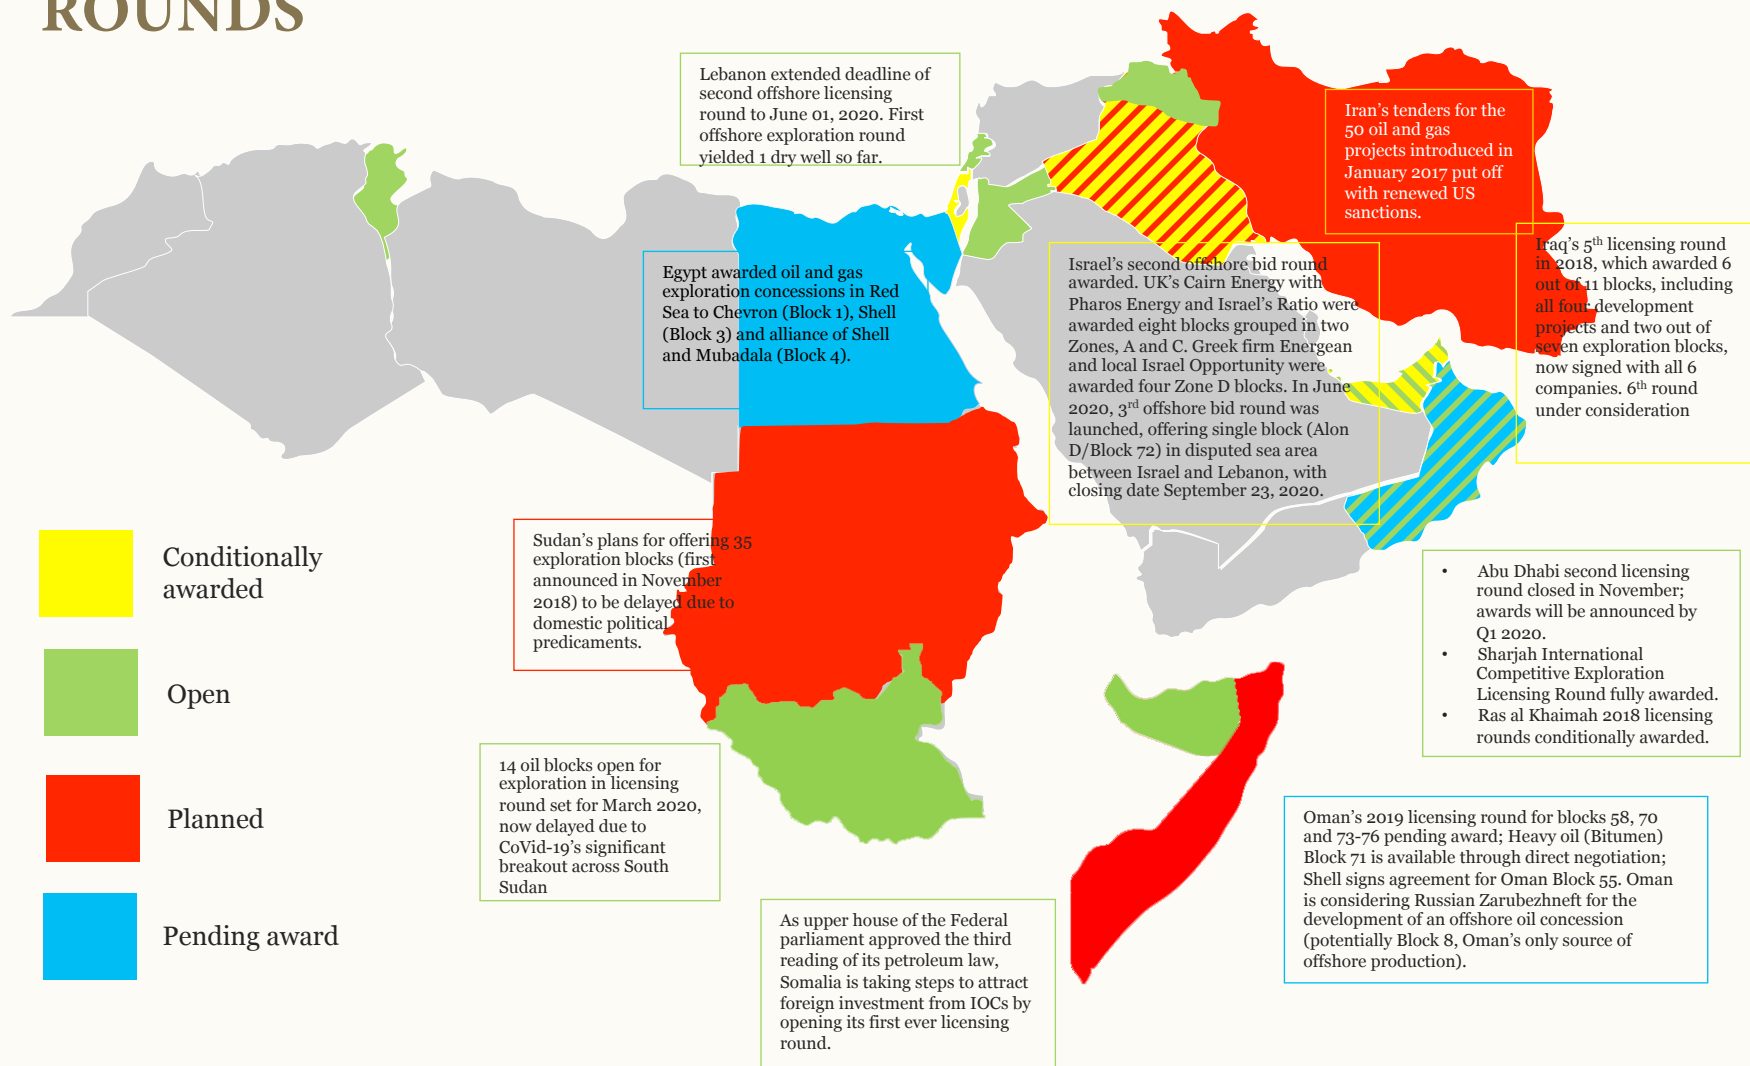 ROUNDS
Lebanon extended deadline of
second offshore licensing
round to June 01, 2020. First
offshore exploration round
yielded 1 dry well so far.
Iran’s tenders for the
50 oil and gas
projects introduced in
January 2017 put off
with renewed US
sanctions.
Egypt awarded oil and gas
exploration concessions in Red
Sea to Chevron (Block 1), Shell
(Block 3) and alliance of Shell
and Mubadala (Block 4).
Israel’s second offshore bid round
awarded. UK’s Cairn Energy with
Pharos Energy and Israel’s Ratio were
awarded eight blocks grouped in two
Zones, A and C. Greek firm Energean
and local Israel Opportunity were
awarded four Zone D blocks. In June
2020, 3rd offshore bid round was
launched, offering single block (Alon
D/Block 72) in disputed sea area
between Israel and Lebanon, with
closing date September 23, 2020.
Iraq’s 5th licensing round
in 2018, which awarded 6
out of 11 blocks, including
all four development
projects and two out of
seven exploration blocks,
now signed with all 6
companies. 6th round
under consideration
Sudan’s plans for offering 35
exploration blocks (first
announced in November
2018) to be delayed due to
domestic political
predicaments.
Conditionally
awarded
Open
Planned
Pending award
• Abu Dhabi second licensing
round closed in November;
awards will be announced by
Q1 2020.
• Sharjah International
Competitive Exploration
Licensing Round fully awarded.
• Ras al Khaimah 2018 licensing
rounds conditionally awarded.
14 oil blocks open for
exploration in licensing
round set for March 2020,
now delayed due to
CoVid-19’s significant
breakout across South
Sudan
As upper house of the Federal
parliament approved the third
reading of its petroleum law,
Somalia is taking steps to attract
foreign investment from IOCs by
opening its first ever licensing
round.
Oman’s 2019 licensing round for blocks 58, 70
and 73-76 pending award; Heavy oil (Bitumen)
Block 71 is available through direct negotiation;
Shell signs agreement for Oman Block 55. Oman
is considering Russian Zarubezhneft for the
development of an offshore oil concession
(potentially Block 8, Oman’s only source of
offshore production).